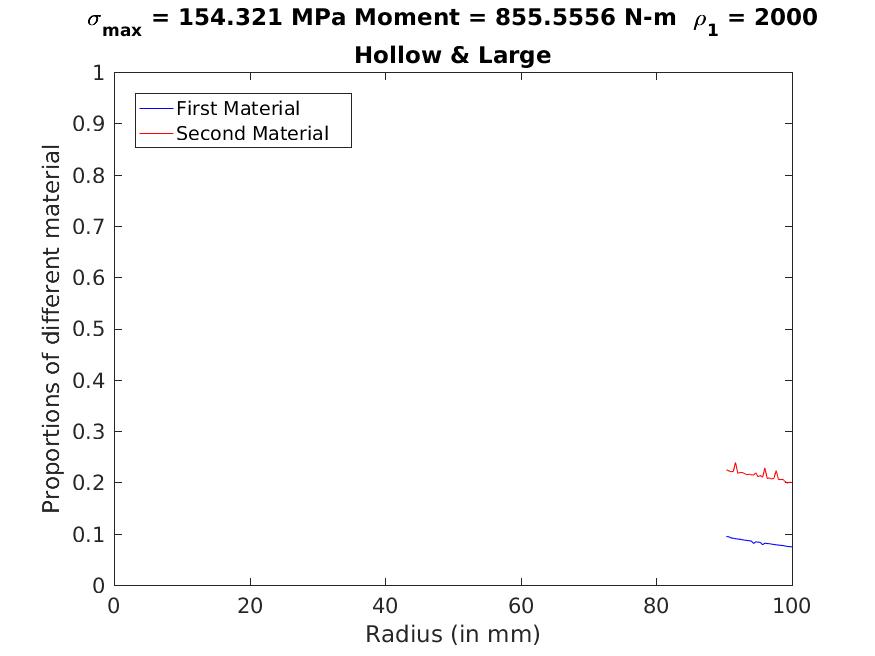 σmax = 154.321 MPa Moment = 855.5556 N-m ρ1 = 2000
Hollow & Large
First Material
Second Material
Proportions of different material
1
0.9
0.8
0.7
0.6
0.5
0.4
0.3
0.2
0.1
0
0 20 40 60 80 100
Radius (in mm)